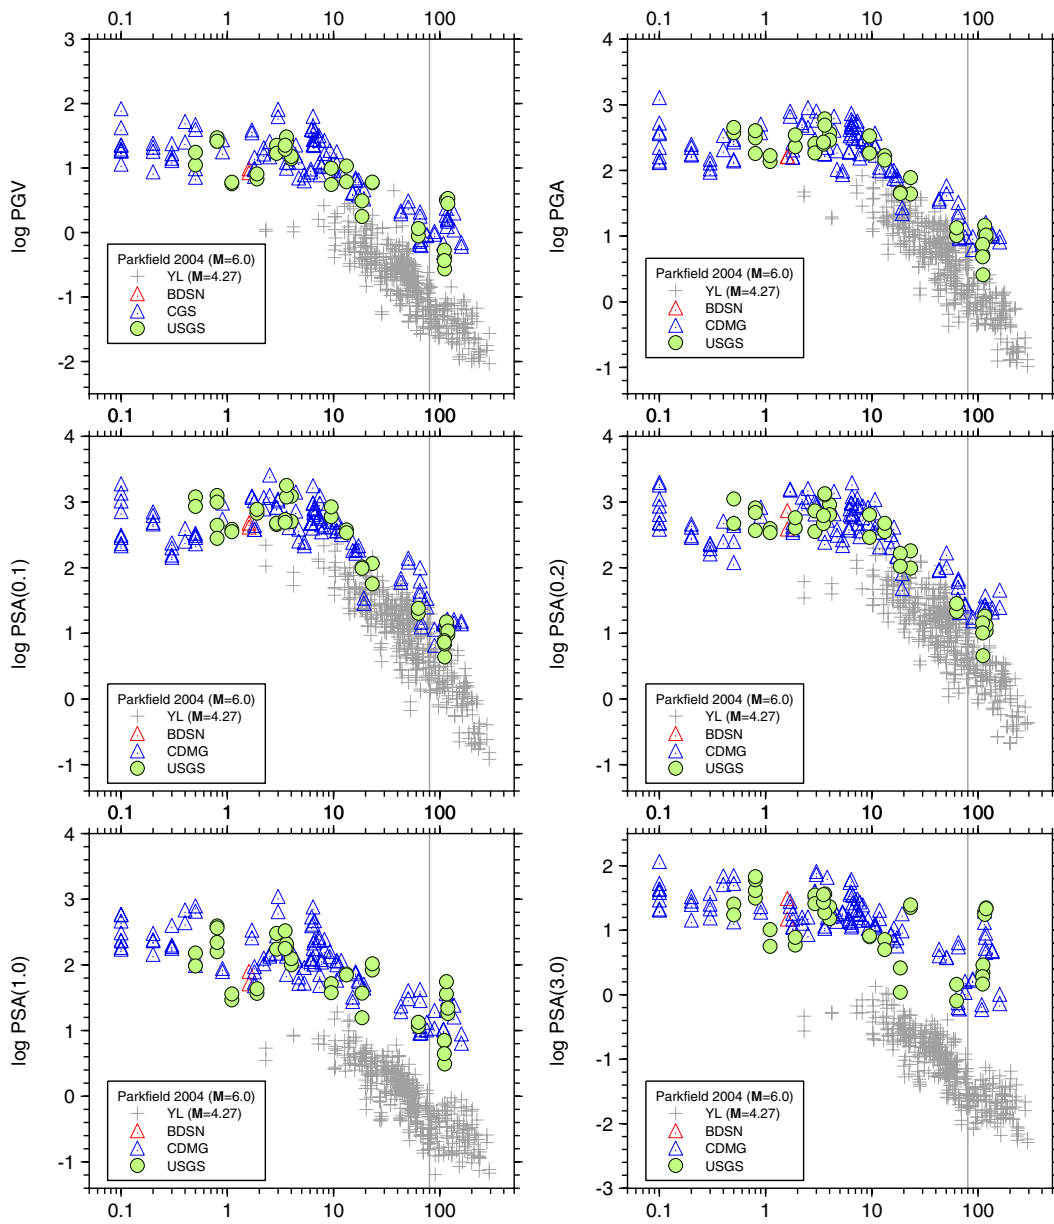 0.1 1 10 100
0.1 1 10 100
3
2
1
0
-1
-2
log PGV
Parkfield 2004 (M=6.0)
YL (M=4.27)
BDSN
CGS
USGS
4
3
2
1
0
-1
log PGA
Parkfield 2004 (M=6.0)
YL (M=4.27)
BDSN
CDMG
USGS
0.1 1 10 100
0.1 1 10 100
4
3
2
1
0
-1
log PSA(0.1)
Parkfield 2004 (M=6.0)
YL (M=4.27)
BDSN
CDMG
USGS
4
3
2
1
0
-1
log PSA(0.2)
Parkfield 2004 (M=6.0)
YL (M=4.27)
BDSN
CDMG
USGS
0.1 1 10 100
0.1 1 10 100
4
3
2
1
0
-1
log PSA(1.0)
Parkfield 2004 (M=6.0)
YL (M=4.27)
BDSN
CDMG
USGS
2
1
0
-1
-2
-3
log PSA(3.0)
Parkfield 2004 (M=6.0)
YL (M=4.27)
BDSN
CDMG
USGS
0.1 1 10 100
0.1 1 10 100